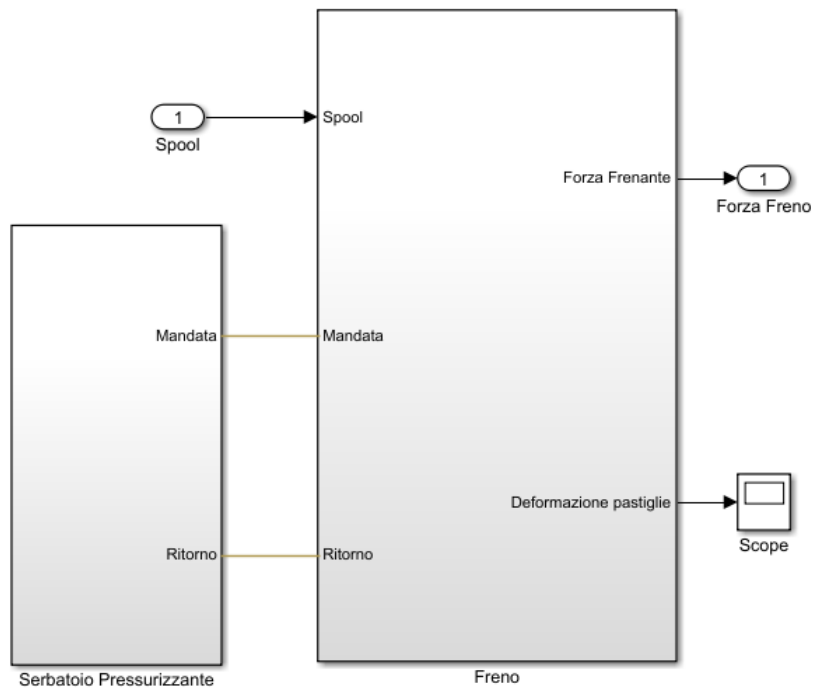 1
Spool
Spool
Forza Frenante
1
Forza Freno
Mandata
Mandata
Deformazione pastiglie
Scope
Ritorno
Ritorno
Serbatoio Pressurizzante
Freno